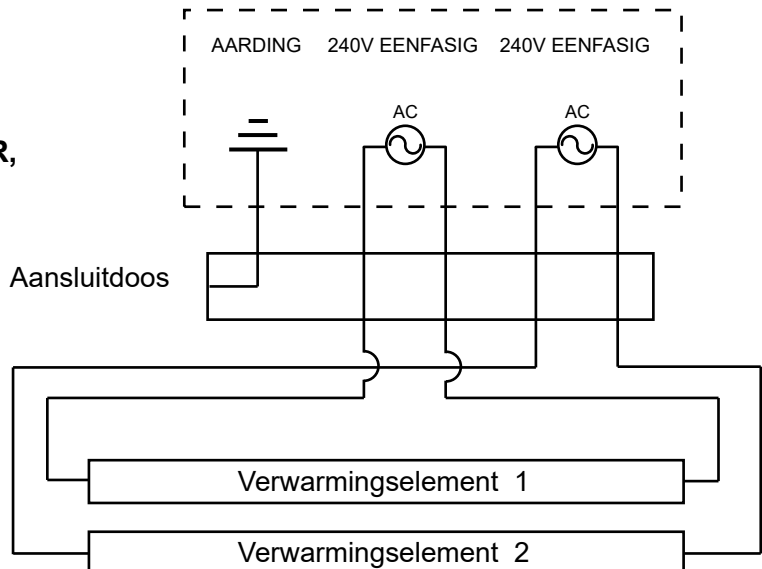 AARDING 240V EENFASIG 240V EENFASIG
AC AC
R,
Aansluitdoos
Verwarmingselement 1
Verwarmingselement 2